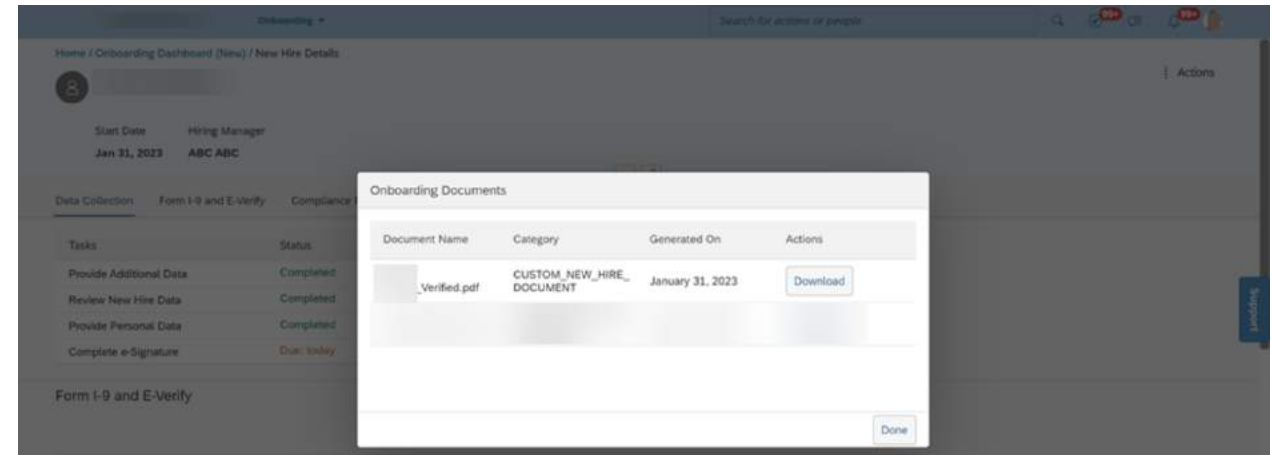 Onboarding
Search for actions or people
99+
99+
Home / Onboarding Dashboard (New) / New Hire Details
Actions
Start Date Hiring Manager
Jan 31, 2023 ABC ABC
Data Collection Form I-9 and E-Verify Compliance
Tasks Status
Provide Additional Data Completed
Review New Hire Data Completed
Provide Personal Data Completed
Complete e-Signature Due: today
Form I-9 and E-Verify
Onboarding Documents
Document Name Category Generated On Actions
_Verified.pdf CUSTOM_NEW_HIRE_ January 31, 2023 Download
DOCUMENT
Done
Support